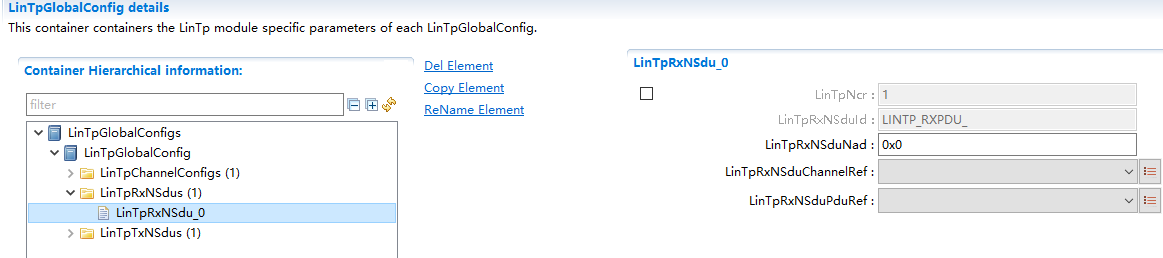 LinTpGlobalConfig details
This container containers the LinTp module specific parameters of each LinTpGlobalConfig.
Container Hierarchical information:
filter
LinTpGlobalConfigs
LinTpGlobalConfig
LinTpChannelConfigs (1)
LinTpRxNSdus (1)
LinTpRxNSdu_0
LinTpTxNSdus (1)
Del Element
Copy Element
ReName Element
LinTpRxNSdu_0
LinTpNcr : 1
LinTpRxNSduId : LINTP_RXPDU_
LinTpRxNSduNad : 0x0
LinTpRxNSduChannelRef :
LinTpRxNSduPduRef :